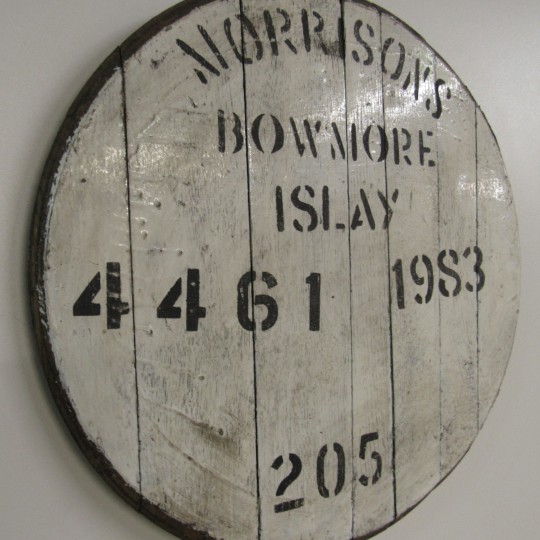 MORRISONS
BOWMORE
ISLAY
4461 1983
205